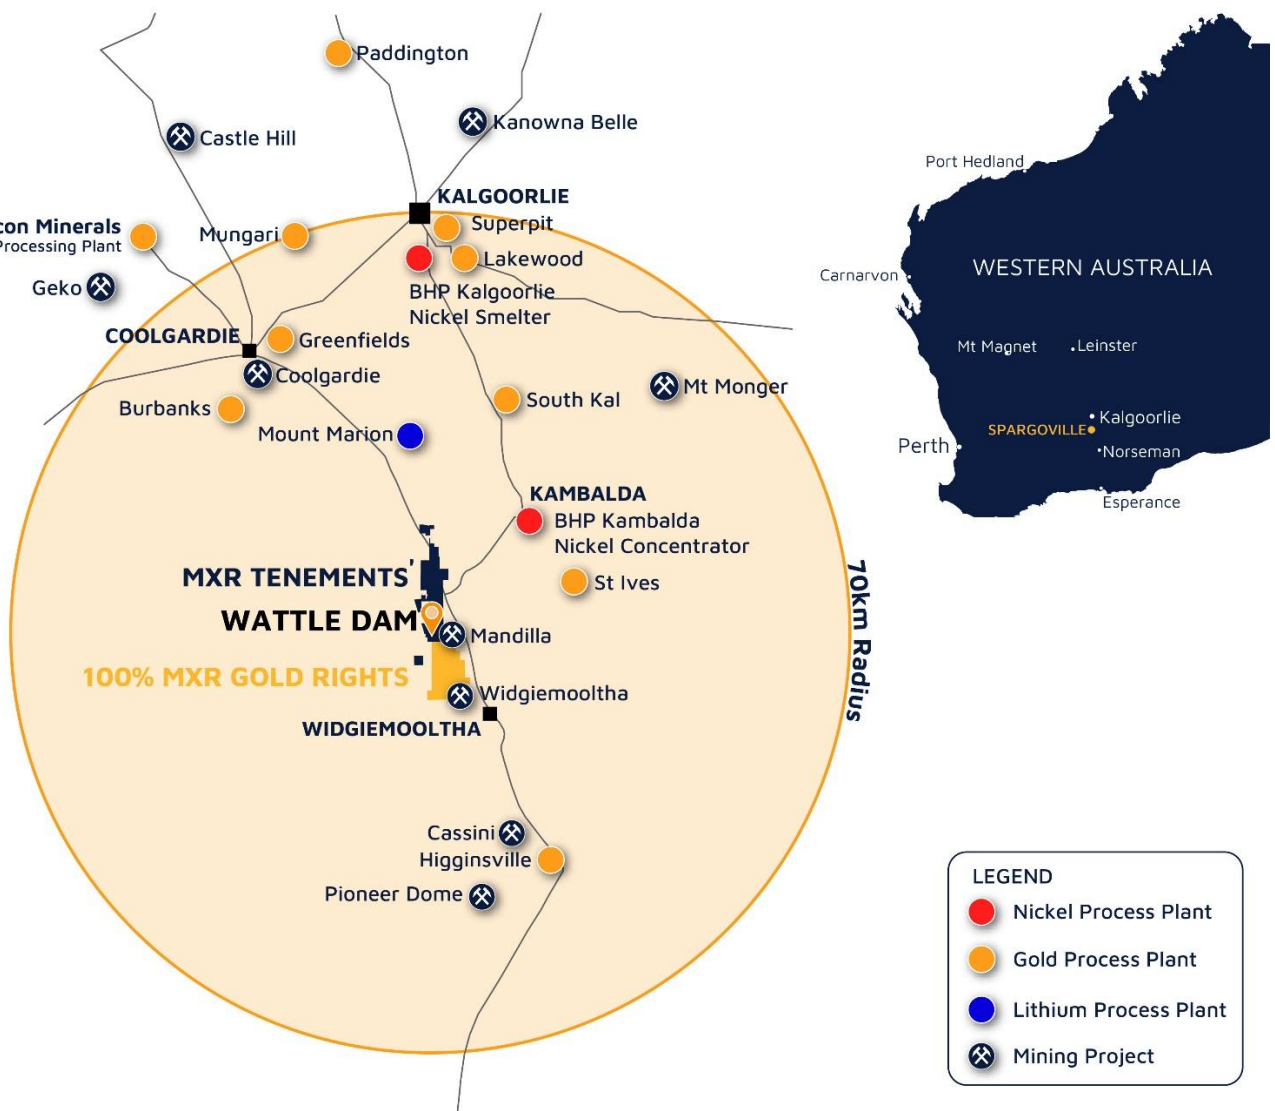 Paddington
Kanowna Belle
Castle Hill
KALGOORLIE
Superpit
con Minerals
Processing Plant
Mungari
Lakewood
Geko
BHP Kalgoorlie
Nickel Smelter
COOLGARDIE
Greenfields
Coolgardie
Mt Monger
Burbanks
South Kal
Mount Marion
KAMBALDA
BHP Kambalda
Nickel Concentrator
MXR TENEMENTS'
St Ives
WATTLE DAM
Mandilla
100% MXR GOLD RIGHTS
Widgiemooltha
WIDGIEMOOLTHA
70km Radius
Cassini
Higginsville
Pioneer Dome
Port Hedland
Carnarvon
WESTERN AUSTRALIA
Mt Magnet
Leinster
Kalgoorlie
SPARGOVILLE
Perth
Norseman
Esperance
LEGEND
Nickel Process Plant
Gold Process Plant
Lithium Process Plant
Mining Project